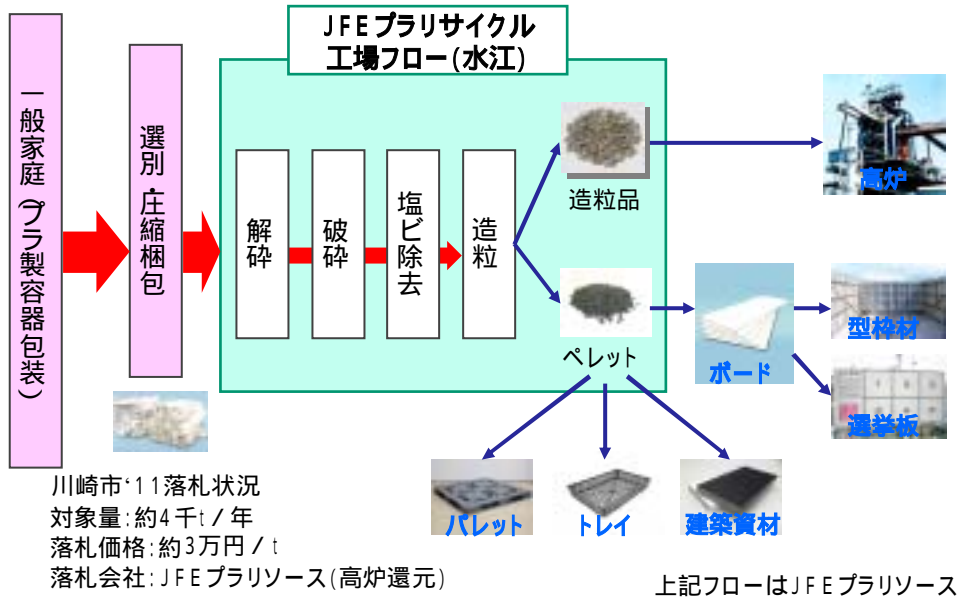 JFEプラリサイクル
工場フロー(水江)
一般家庭(プラ製容器包装)
選別・圧縮梱包
解砕
破砕
塩ビ除去
造粒
造粒品
高炉
ペレット
ボード
型枠材
選挙板
パレット
トレイ
建築資材
川崎市‘11落札状況
対象量:約4千t/年
落札価格:約3万円/t
落札会社:JFEプラリソース(高炉還元)
上記フローはJFEプラリソース